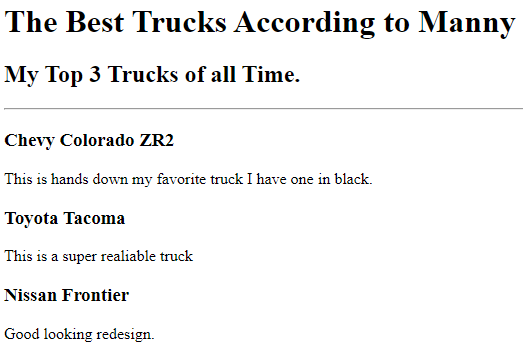 The Best Trucks According to Manny
My Top 3 Trucks of all Time.
Chevy Colorado ZR2
This is hands down my favorite truck I have one in black.
Toyota Tacoma
This is a super realiable truck
Nissan Frontier
Good looking redesign.